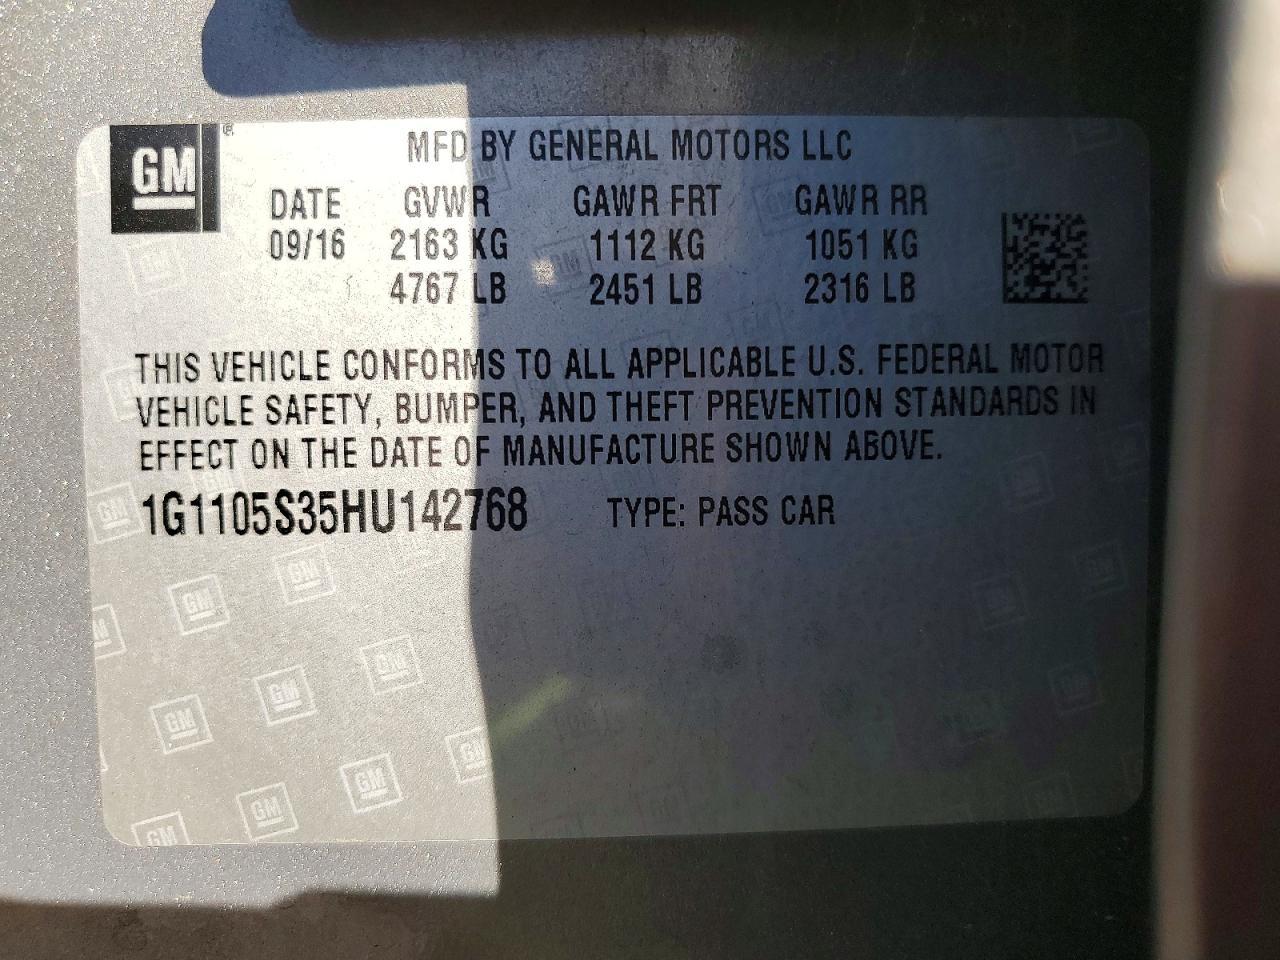 GM
MFD BY GENERAL MOTORS LLC
DATE GVWR GAWR FRT GAWR RR
09/16 2163 KG 1112 KG 1051 KG
4767 LB 2451 LB 2316 LB
THIS VEHICLE CONFORMS TO ALL APPLICABLE U.S. FEDERAL MOTOR
VEHICLE SAFETY, BUMPER, AND THEFT PREVENTION STANDARDS IN
EFFECT ON THE DATE OF MANUFACTURE SHOWN ABOVE.
1G1105S35HU142768 TYPE: PASS CAR